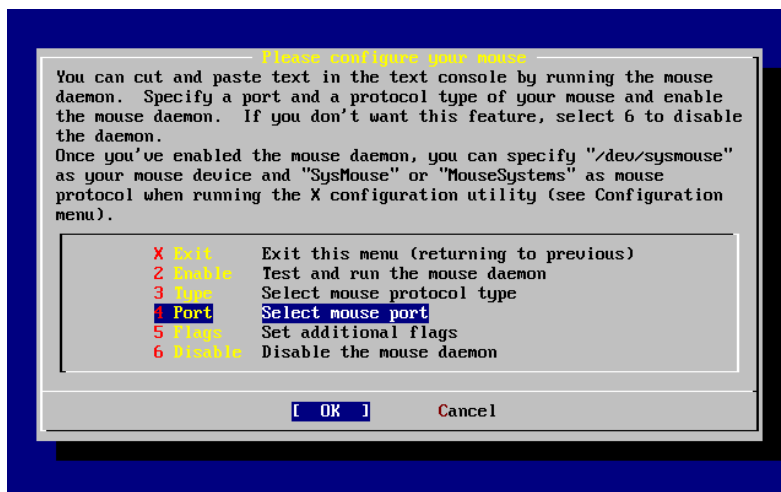 Please configure your mouse
You can cut and paste text in the text console by running the mouse
daemon.  Specify a port and a protocol type of your mouse and enable
the mouse daemon.  If you don't want this feature, select 6 to disable
the daemon.
Once you've enabled the mouse daemon, you can specify "/dev/sysmouse"
as your mouse device and "SysMouse" or "MouseSystems" as mouse
protocol when running the X configuration utility (see Configuration
menu).
X Exit Exit this menu (returning to previous)
2 Enable Test and run the mouse daemon
3 Type Select mouse protocol type
4 Port Select mouse port
5 Flags Set additional flags
6 Disable Disable the mouse daemon
[ OK ] Cancel